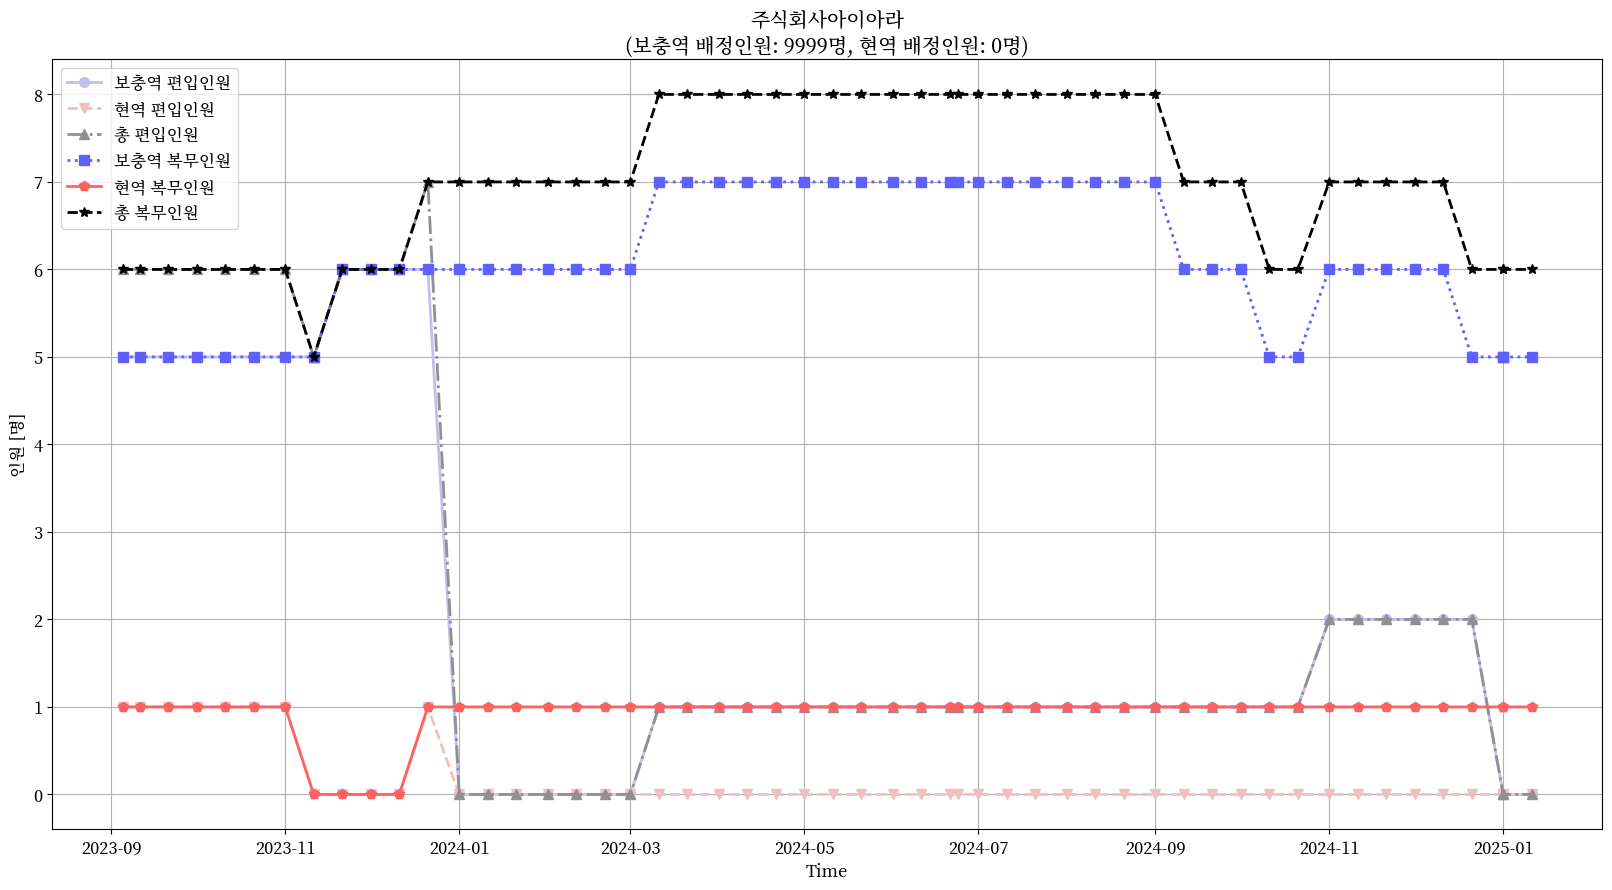 주식회사아이아라
(보충역 배정인원: 9999명, 현역 배정인원: 0명)
보충역 편입인원
현역 편입인원
총 편입인원
보충역 복무인원
현역 복무인원
총 복무인원
8
7
6
5
4
3
2
1
0
인원 [명]
2023-09
2023-11
2024-01
2024-03
2024-05
2024-07
2024-09
2024-11
2025-01
Time